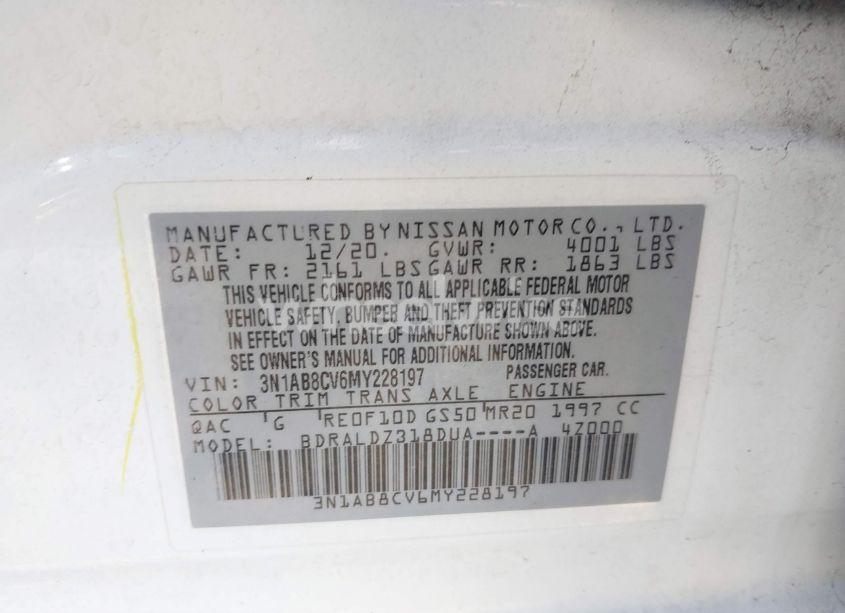 MANUFACTURED BY NISSAN MOTOR CO., LTD.
DATE: 12/20. GVWR: 4001 LBS
GAWR FR: 2161 LBS GAWR RR: 1863 LBS
THIS VEHICLE CONFORMS TO ALL APPLICABLE FEDERAL MOTOR
VEHICLE SAFETY, BUMPER AND THEFT PREVENTION STANDARDS
IN EFFECT ON THE DATE OF MANUFACTURE SHOWN ABOVE.
SEE OWNER'S MANUAL FOR ADDITIONAL INFORMATION.
VIN: 3N1AB8CV6MY228197 PASSENGER CAR.
COLOR TRIM TRANS AXLE ENGINE
QAC G RE0F10D GS50 MR20 1997 CC
MODEL: BDRALDZ318DUA----A 4Z000
3N1AB8CV6MY228197